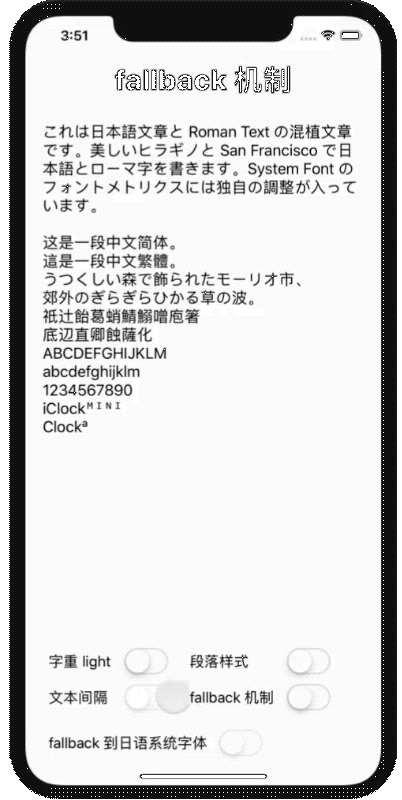 3:51
fallback 机制
これは日本語文章と Roman Text の混植文章
です。美しいヒラギノと San Francisco で日
本語とローマ字を書きます。System Font の
フォントメトリクスには独自の調整が入って
います。
这是一段中文简体。
這是一段中文繁體。
うつくしい森で飾られたモーリオ市、
郊外のぎらぎらひかる草の波。
祇辻飴葛蛸鯖鰯噌庖箸
底辺直卿蝕薩化
ABCDEFGHIJKLM
abcdefghijklm
1234567890
iClockᴹᴵᴺᴵ
Clockª
字重 light 段落样式
文本间隔 fallback 机制
fallback 到日语系统字体